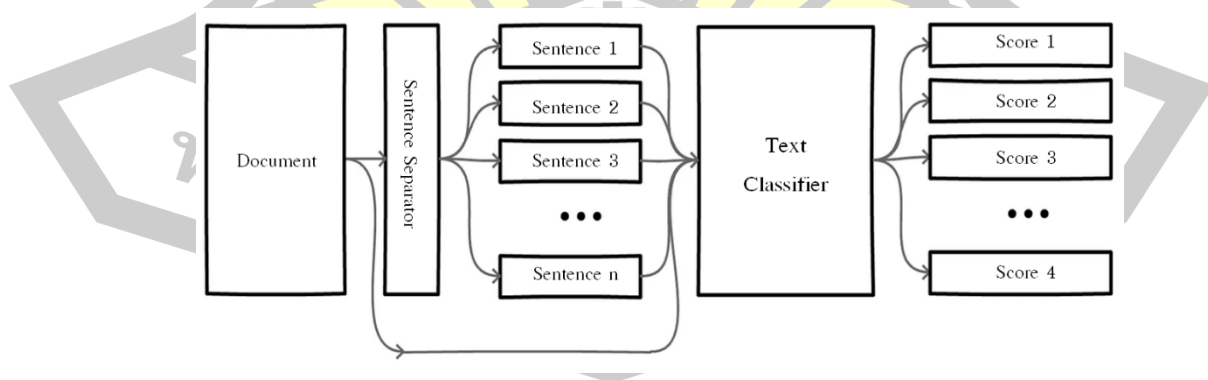 Document
Sentence Separator
Sentence 1
Sentence 2
Sentence 3
•••
Sentence n
Text
Classifier
Score 1
Score 2
Score 3
•••
Score 4